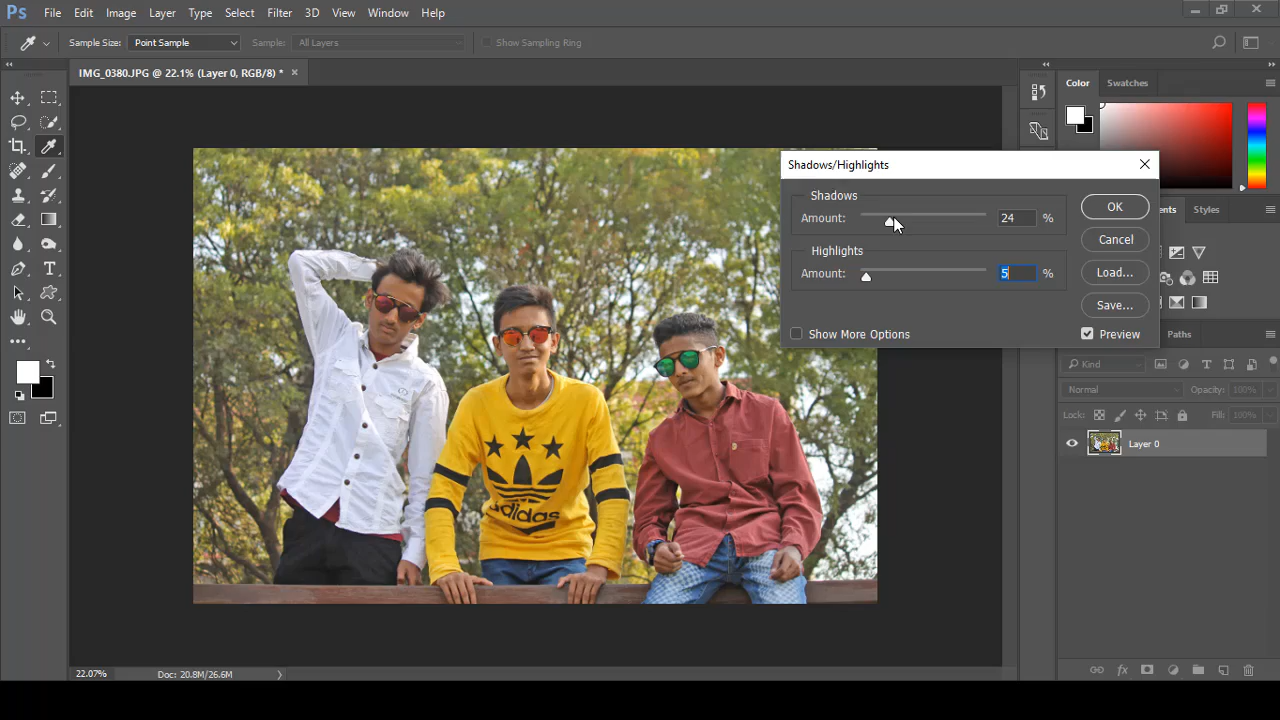 Ps File Edit Image Layer Type Select Filter 3D View Window Help
Sample Size: Point Sample Sample: All Layers Show Sampling Ring
IMG_0380.JPG @ 22.1% (Layer 0, RGB/8) * ×
Color Swatches
Shadows/Highlights
Shadows
Amount: 24 %
OK
Styles
Highlights
Cancel
Amount: 5 %
Load...
Save...
Show More Options
Preview
Paths
Kind
Normal Opacity: 100%
Lock: Fill: 100%
Layer 0
adidas
22.07% Doc: 20.8M/26.6M